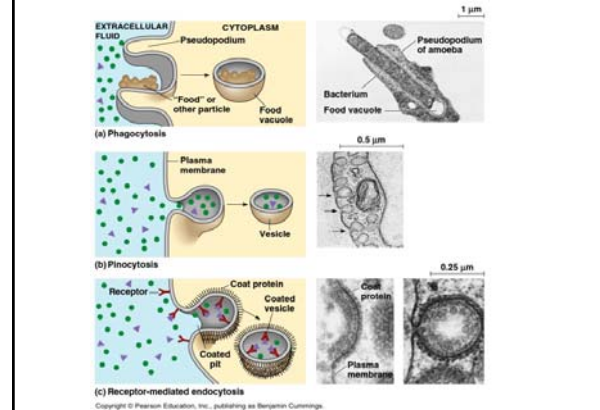 1 µm
EXTRACELLULAR
FLUID
CYTOPLASM
Pseudopodium
"Food" or
other particle
Food
vacuole
Pseudopodium
of amoeba
Bacterium
Food vacuole
(a) Phagocytosis
0.5 µm
Plasma
membrane
Vesicle
(b) Pinocytosis
0.25 µm
Receptor
Coat protein
Coated
vesicle
Coated
pit
Coat
protein
Plasma
membrane
(c) Receptor-mediated endocytosis
Copyright © Pearson Education, Inc., publishing as Benjamin Cummings.